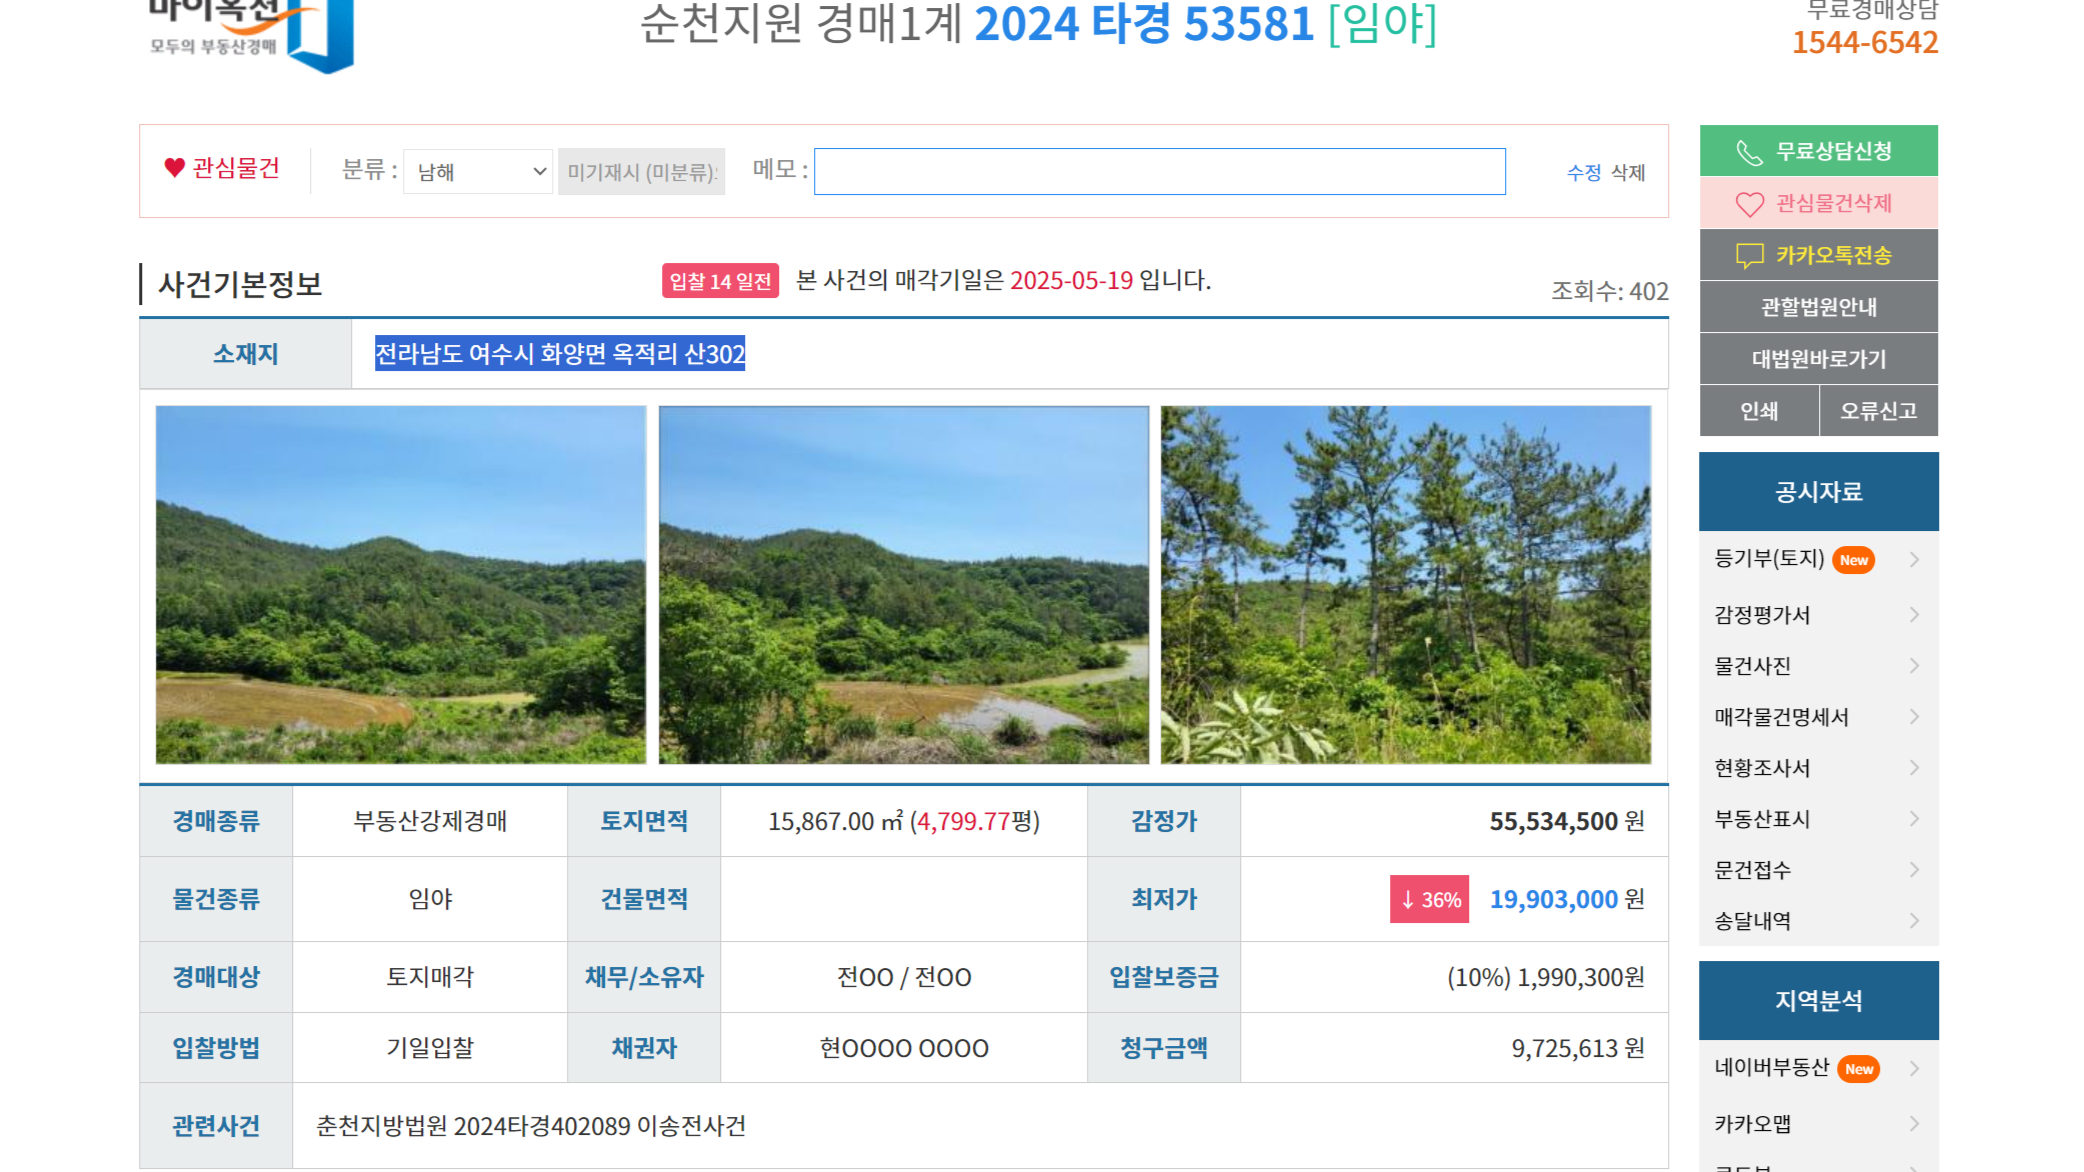 마이옥션
모두의 부동산경매
순천지원 경매1계 2024 타경 53581 [임야]
무료경매상담
1544-6542
관심물건
분류 : 남해 미기재시 (미분류)
메모 :
수정 삭제
무료상담신청
관심물건삭제
카카오톡전송
관할법원안내
대법원바로가기
인쇄 오류신고
사건기본정보
입찰 14 일전 본 사건의 매각기일은 2025-05-19 입니다.
조회수: 402
소재지 전라남도 여수시 화양면 옥적리 산302
경매종류 부동산강제경매 토지면적 15,867.00 ㎡ (4,799.77평) 감정가 55,534,500 원
물건종류 임야 건물면적 최저가 ↓ 36% 19,903,000 원
경매대상 토지매각 채무/소유자 전OO / 전OO 입찰보증금 (10%) 1,990,300원
입찰방법 기일입찰 채권자 현OOOO OOOO 청구금액 9,725,613 원
관련사건 춘천지방법원 2024타경402089 이송전사건
공시자료
등기부(토지) New
감정평가서
물건사진
매각물건명세서
현황조사서
부동산표시
문건접수
송달내역
지역분석
네이버부동산 New
카카오맵